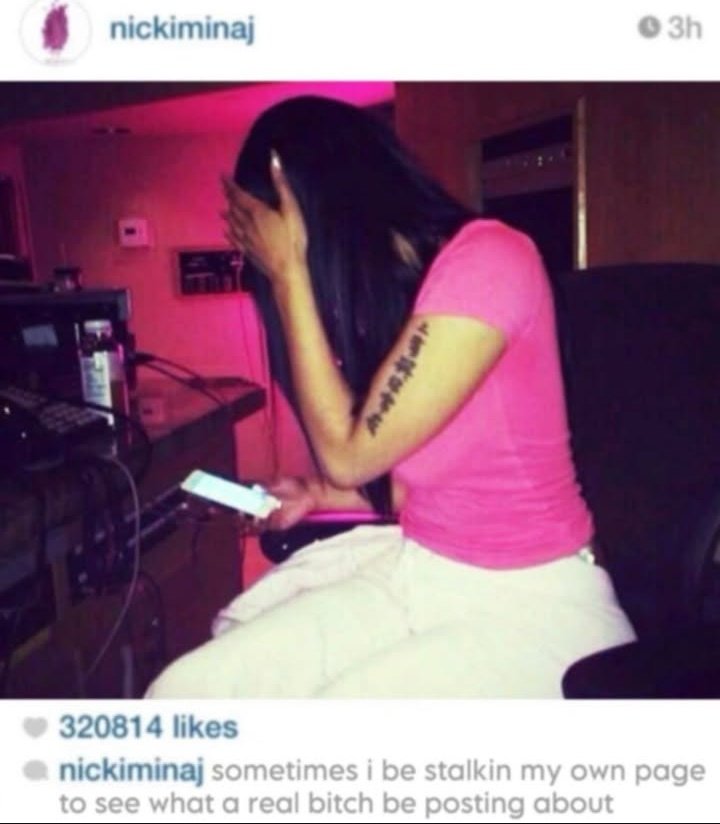 nickiminaj
3h
320814 likes
nickiminaj sometimes i be stalkin my own page
to see what a real bitch be posting about